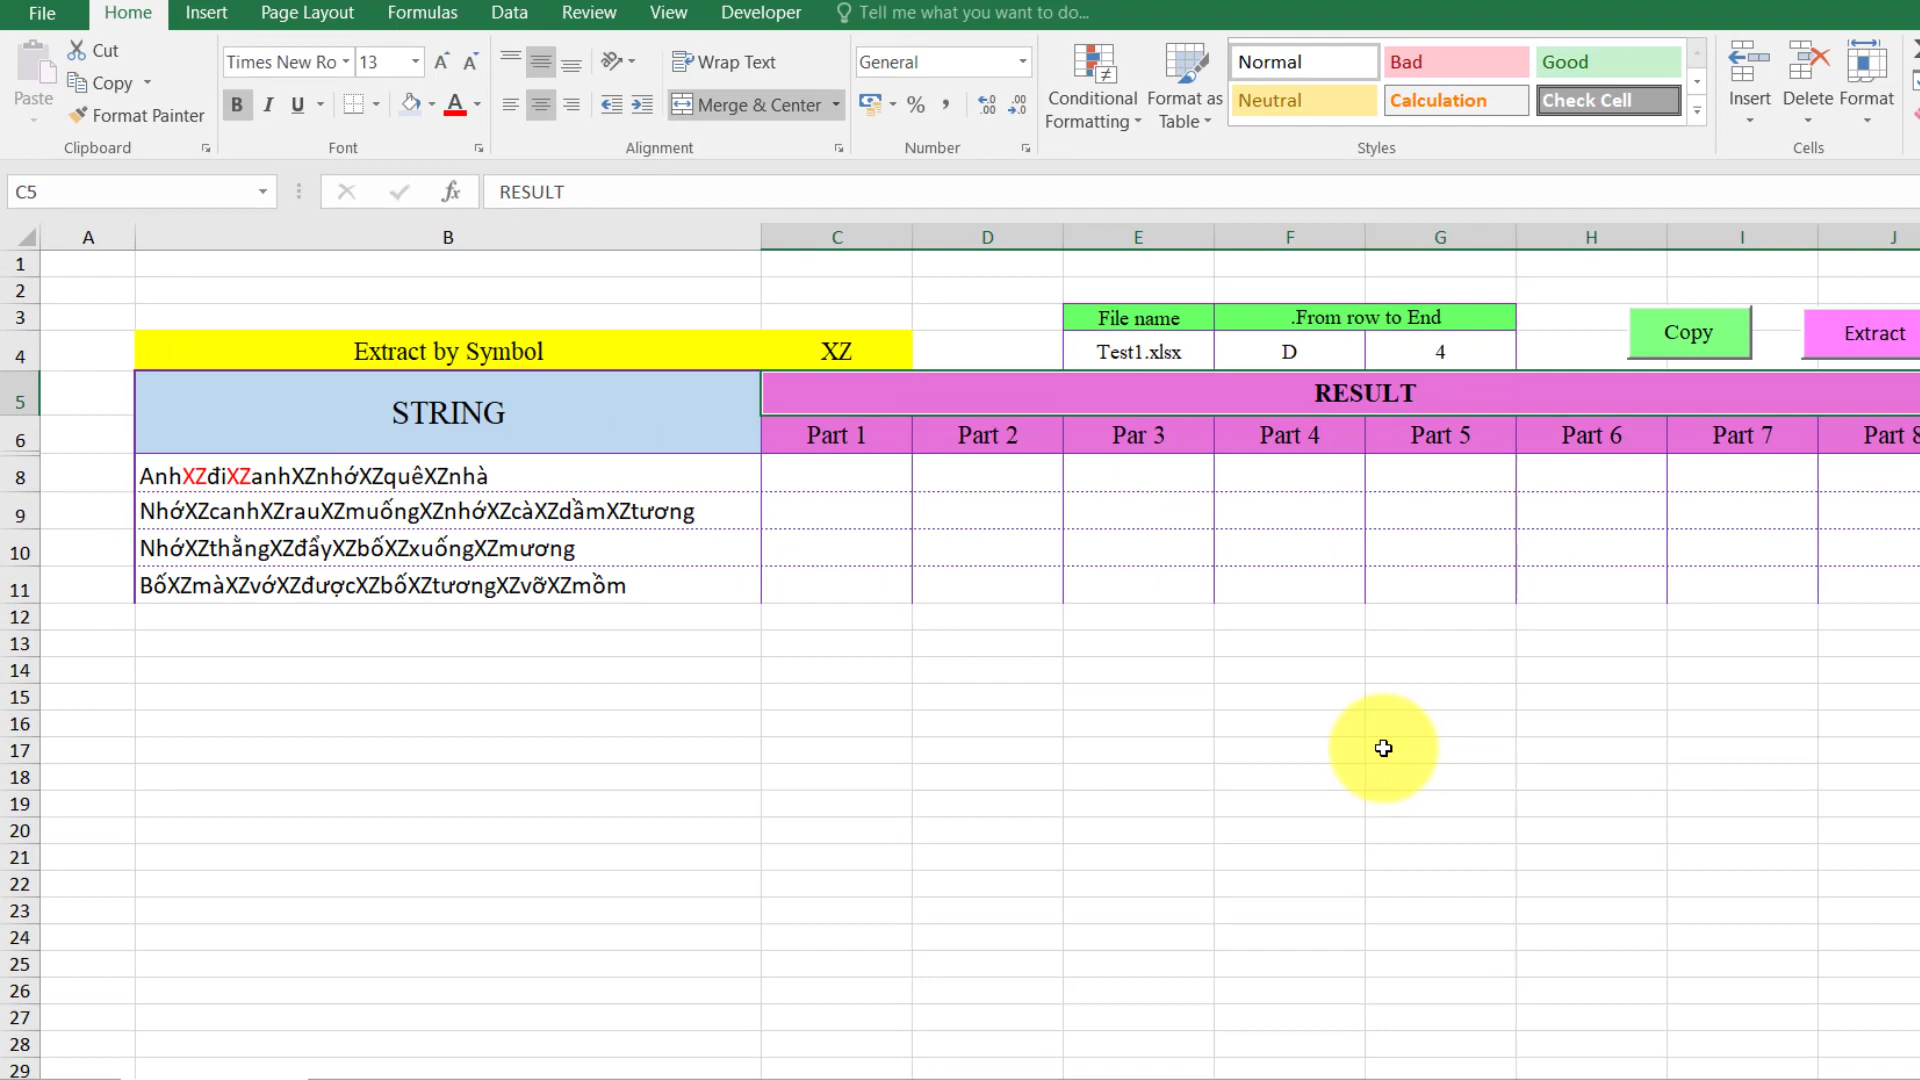 File Home Insert Page Layout Formulas Data Review View Developer Tell me what you want to do...
Cut
Copy
Format Painter
Paste
Clipboard
Times New Ro 13
B I U A
Font
Wrap Text
Merge & Center
Alignment
General
% ,
Number
Conditional Formatting
Format as Table
Normal Bad Good
Neutral Calculation Check Cell
Styles
Insert Delete Format
Cells
C5 fx RESULT
A B C D E F G H I J
1
2
3 File name .From row to End
4 Extract by Symbol XZ Test1.xlsx D 4
Copy Extract
5 STRING RESULT
6 Part 1 Part 2 Par 3 Part 4 Part 5 Part 6 Part 7 Part 8
8 AnhXZđiXZanhXZnhớXZquêXZnhà
9 NhớXZcanhXZrauXZmuốngXZnhớXZcàXZdầmXZtương
10 NhớXZthằngXZđẩyXZbốXZxuốngXZmương
11 BốXZmàXZvớXZđượcXZbốXZtươngXZvỡXZmồm
12
13
14
15
16
17
18
19
20
21
22
23
24
25
26
27
28
29